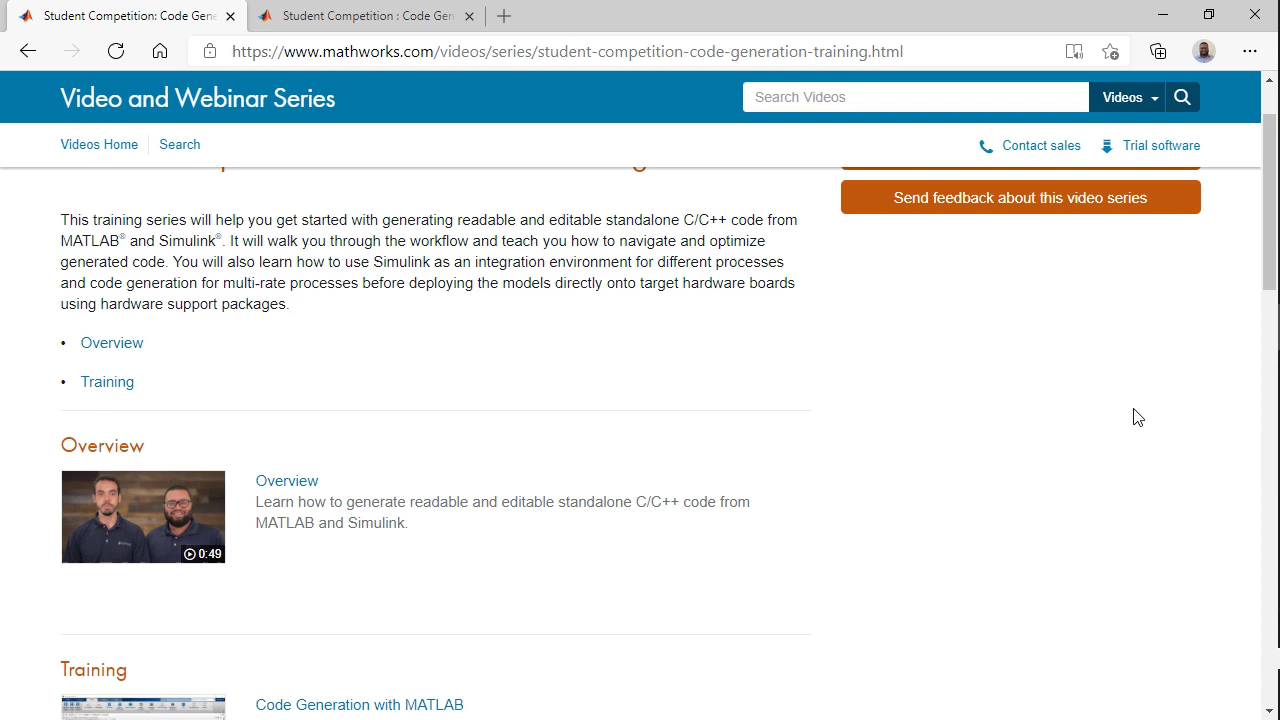 Student Competition: Code Gene
Student Competition : Code Gen
https://www.mathworks.com/videos/series/student-competition-code-generation-training.html
Video and Webinar Series
Search Videos
Videos
Videos Home
Search
Contact sales
Trial software
Send feedback about this video series
This training series will help you get started with generating readable and editable standalone C/C++ code from
MATLAB® and Simulink®. It will walk you through the workflow and teach you how to navigate and optimize
generated code. You will also learn how to use Simulink as an integration environment for different processes
and code generation for multi-rate processes before deploying the models directly onto target hardware boards
using hardware support packages.
• Overview
• Training
Overview
Overview
Learn how to generate readable and editable standalone C/C++ code from
MATLAB and Simulink.
0:49
Training
Code Generation with MATLAB